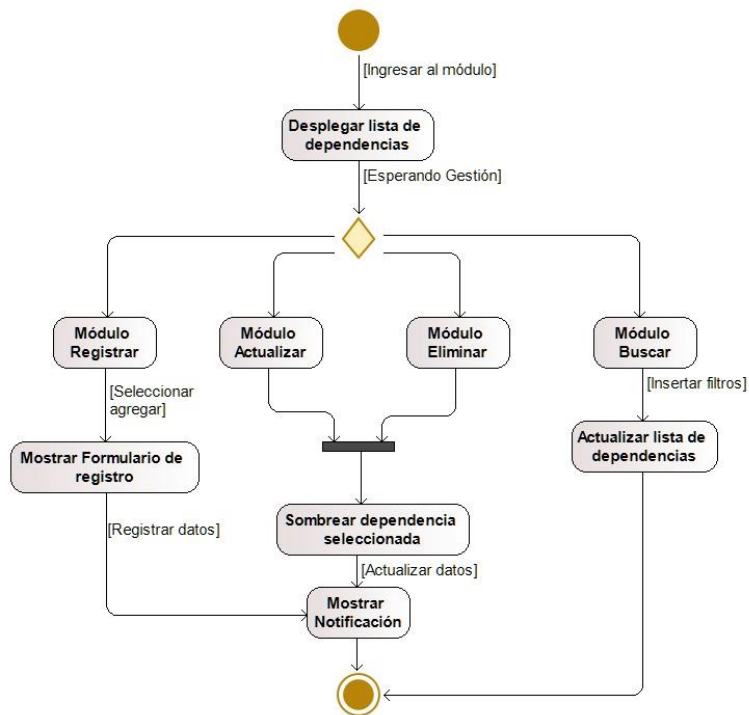 [Ingresar al módulo]
Desplegar lista de
dependencias
[Esperando Gestión]
Módulo
Registrar
Módulo
Actualizar
Módulo
Eliminar
Módulo
Buscar
[Seleccionar
agregar]
[Insertar filtros]
Mostrar Formulario de
registro
Actualizar lista de
dependencias
[Registrar datos]
Sombrear dependencia
seleccionada
[Actualizar datos]
Mostrar
Notificación